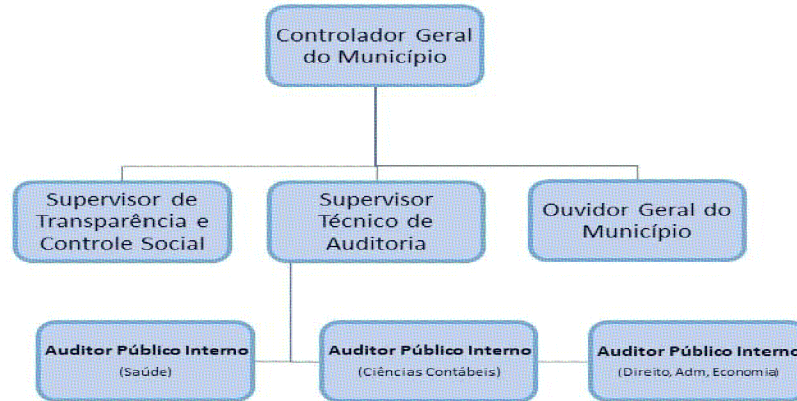 Controlador Geral
do Município
Supervisor de
Transparência e
Controle Social
Supervisor
Técnico de
Auditoria
Ouvidor Geral do
Município
Auditor Público Interno
(Saúde)
Auditor Público Interno
(Ciências Contábeis)
Auditor Público Interno
(Direito, Adm, Economia)